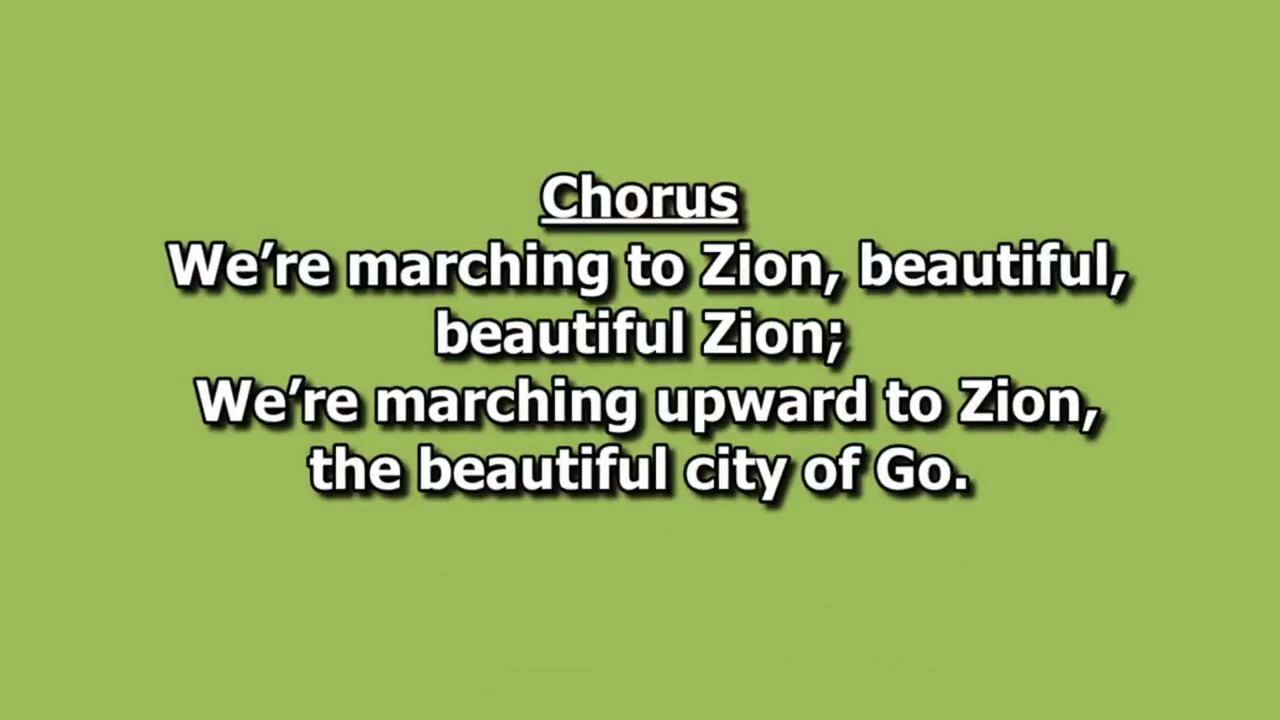 Chorus
We’re marching to Zion, beautiful,
beautiful Zion;
We’re marching upward to Zion,
the beautiful city of Go.